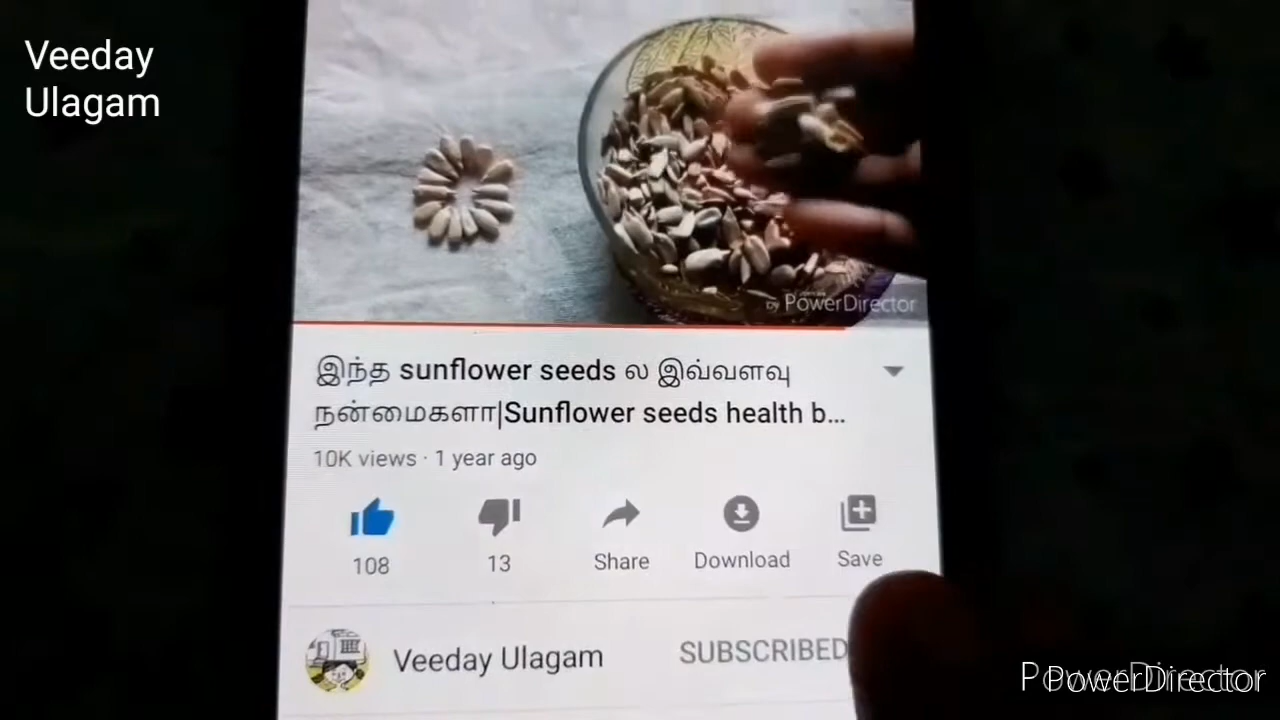 Veeday
Ulagam
by PowerDirector
இந்த sunflower seeds ல இவ்வளவு
நன்மைகளா|Sunflower seeds health b...
10K views · 1 year ago
108
13
Share
Download
Save
Veeday Ulagam
SUBSCRIBED
PowerDirector
PowerDirector